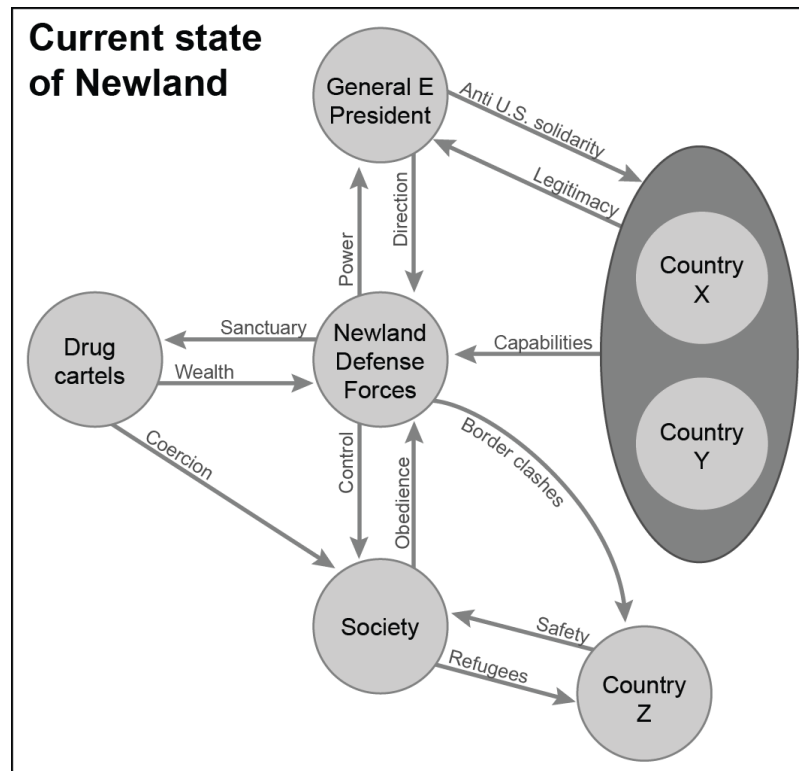 Current state
of Newland
General E
President
Anti U.S. solidarity
Legitimacy
Power
Direction
Country
X
Sanctuary
Drug
cartels
Wealth
Newland
Defense
Forces
Capabilities
Country
Y
Coercion
Control
Obedience
Border clashes
Society
Safety
Refugees
Country
Z